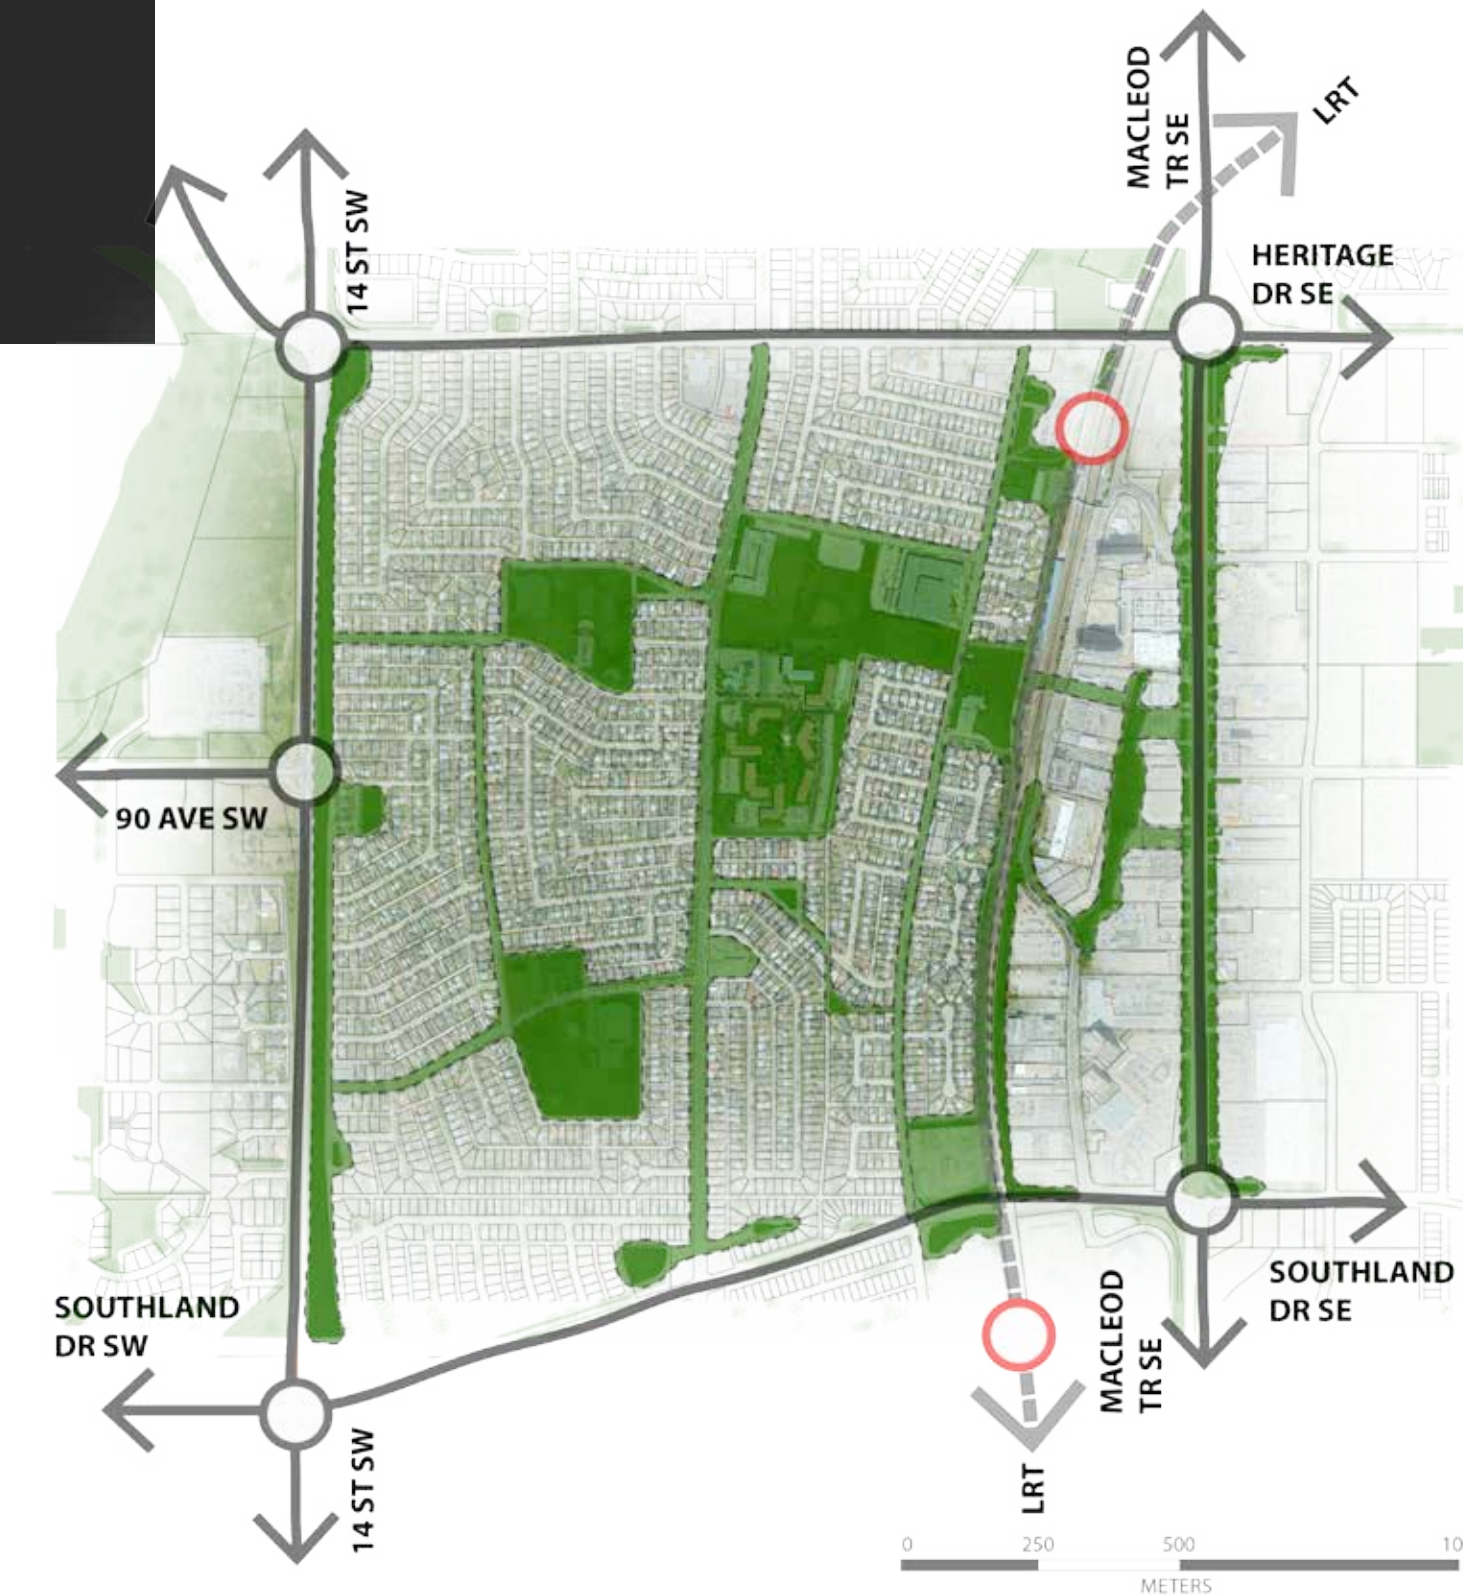 MACLEOD
TR SE
LRT
14 ST SW
HERITAGE
DR SE
90 AVE SW
SOUTHLAND
DR SW
SOUTHLAND
DR SE
MACLEOD
TR SE
14 ST SW
LRT
0 250 500 10
METERS